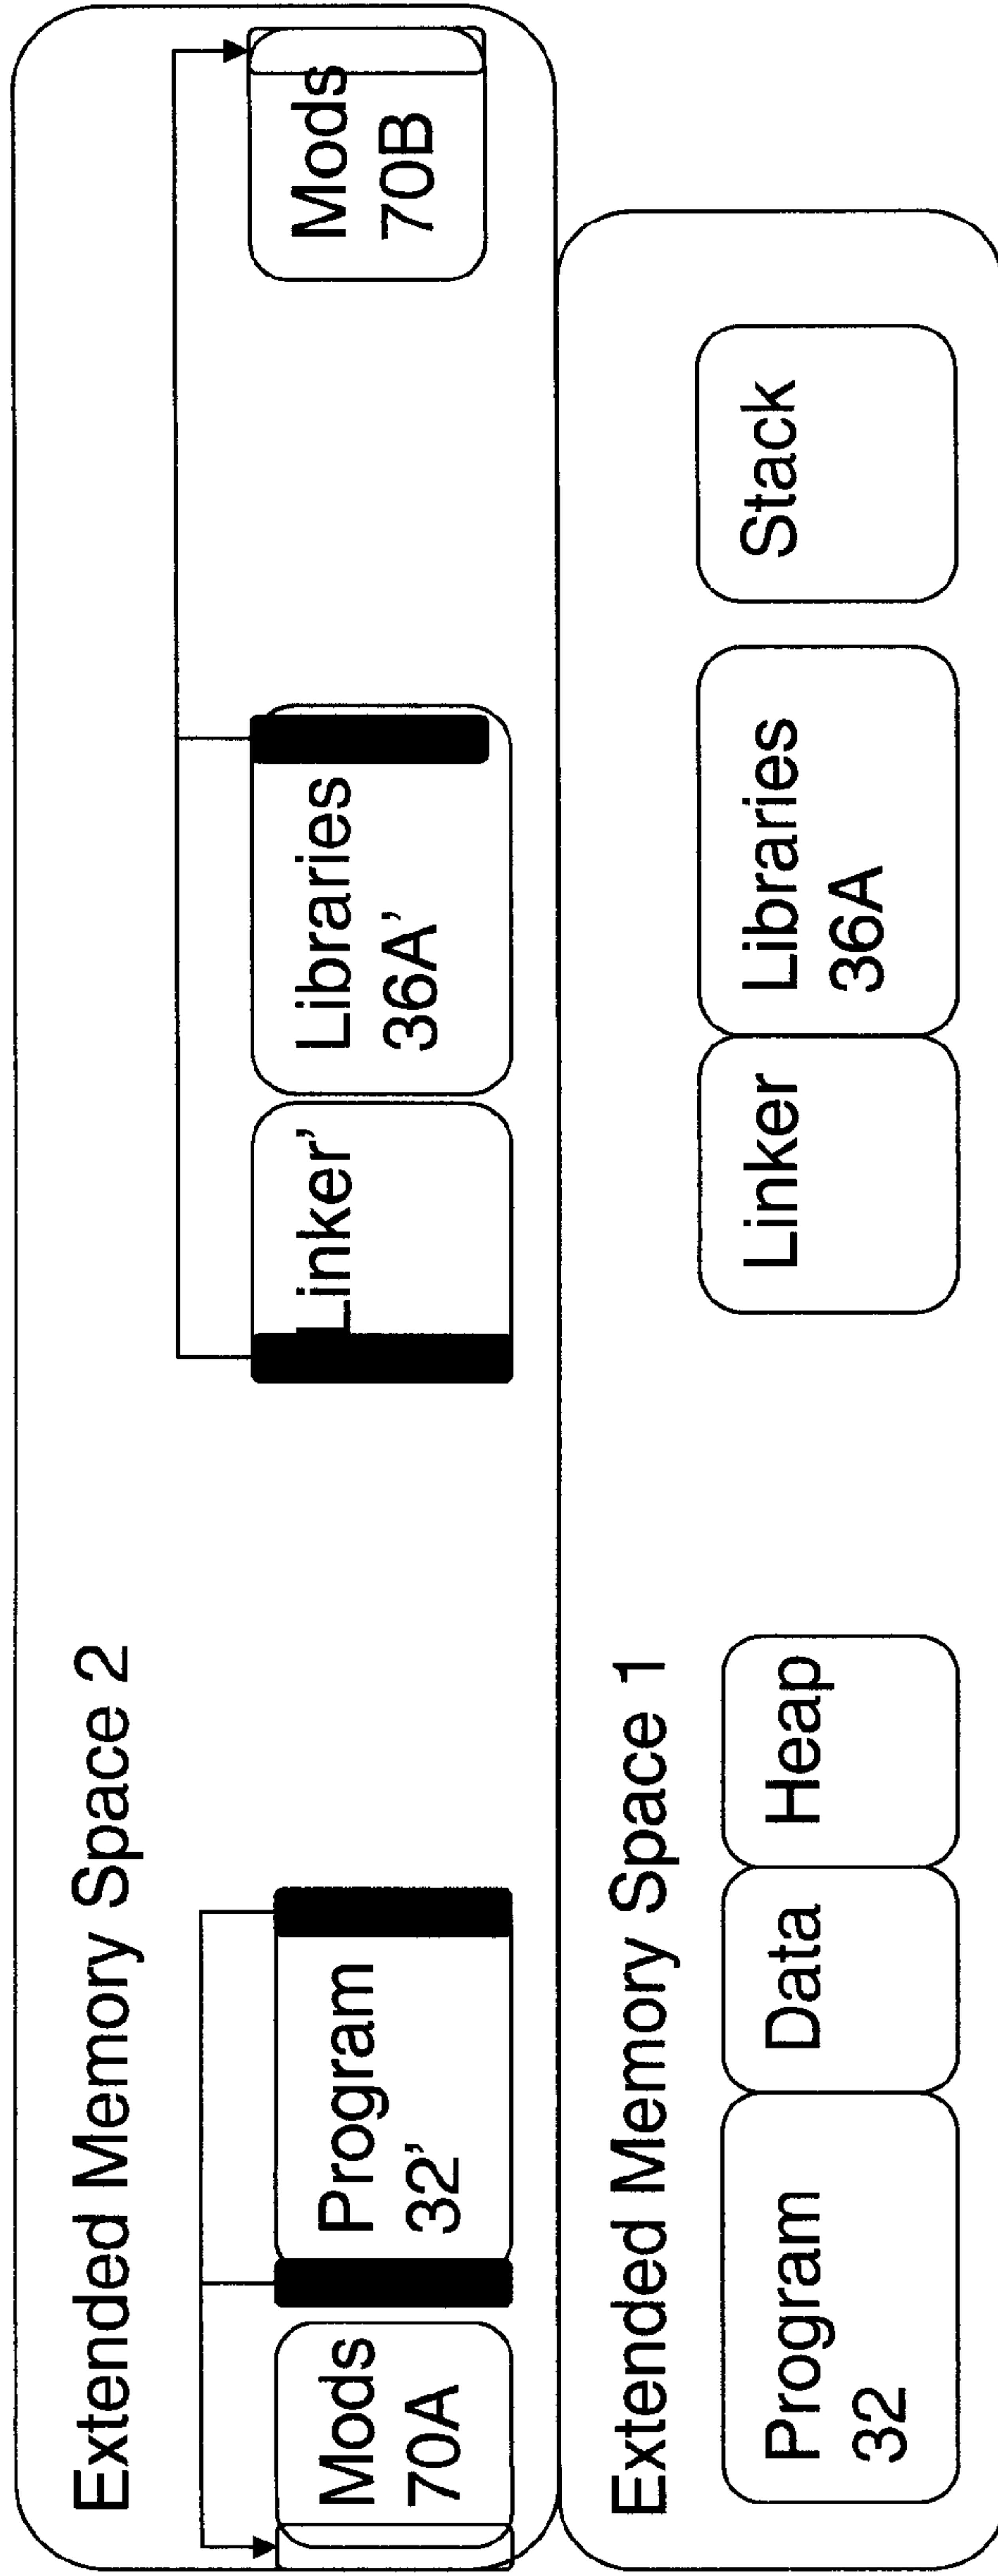 Extended Memory Space 2
Mods
70A
Program
32’
Linker’
Libraries
36A’
Mods
70B
Extended Memory Space 1
Program
32
Data
Heap
Linker
Libraries
36A
Stack